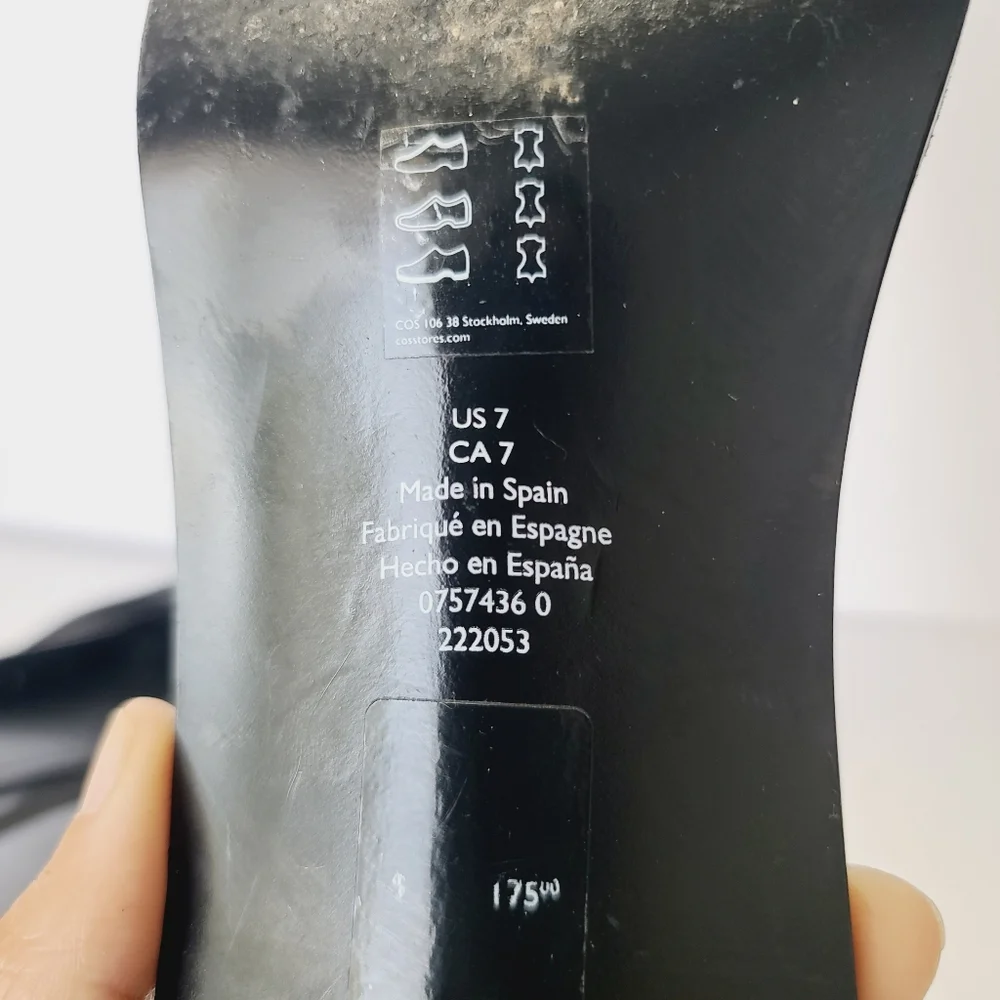 COS 106 38 Stockholm, Sweden
cosstores.com
US 7
CA 7
Made in Spain
Fabriqué en Espagne
Hecho en España
0757436 0
222053
$ 175⁰⁰